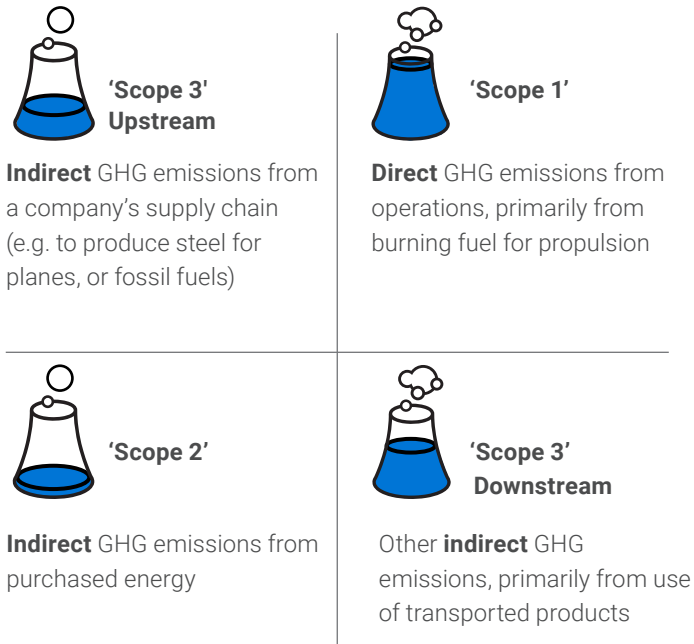 ‘Scope 3'
Upstream
Indirect GHG emissions from
a company’s supply chain
(e.g. to produce steel for
planes, or fossil fuels)
‘Scope 1’
Direct GHG emissions from
operations, primarily from
burning fuel for propulsion
‘Scope 2’
Indirect GHG emissions from
purchased energy
‘Scope 3’
Downstream
Other indirect GHG
emissions, primarily from use
of transported products